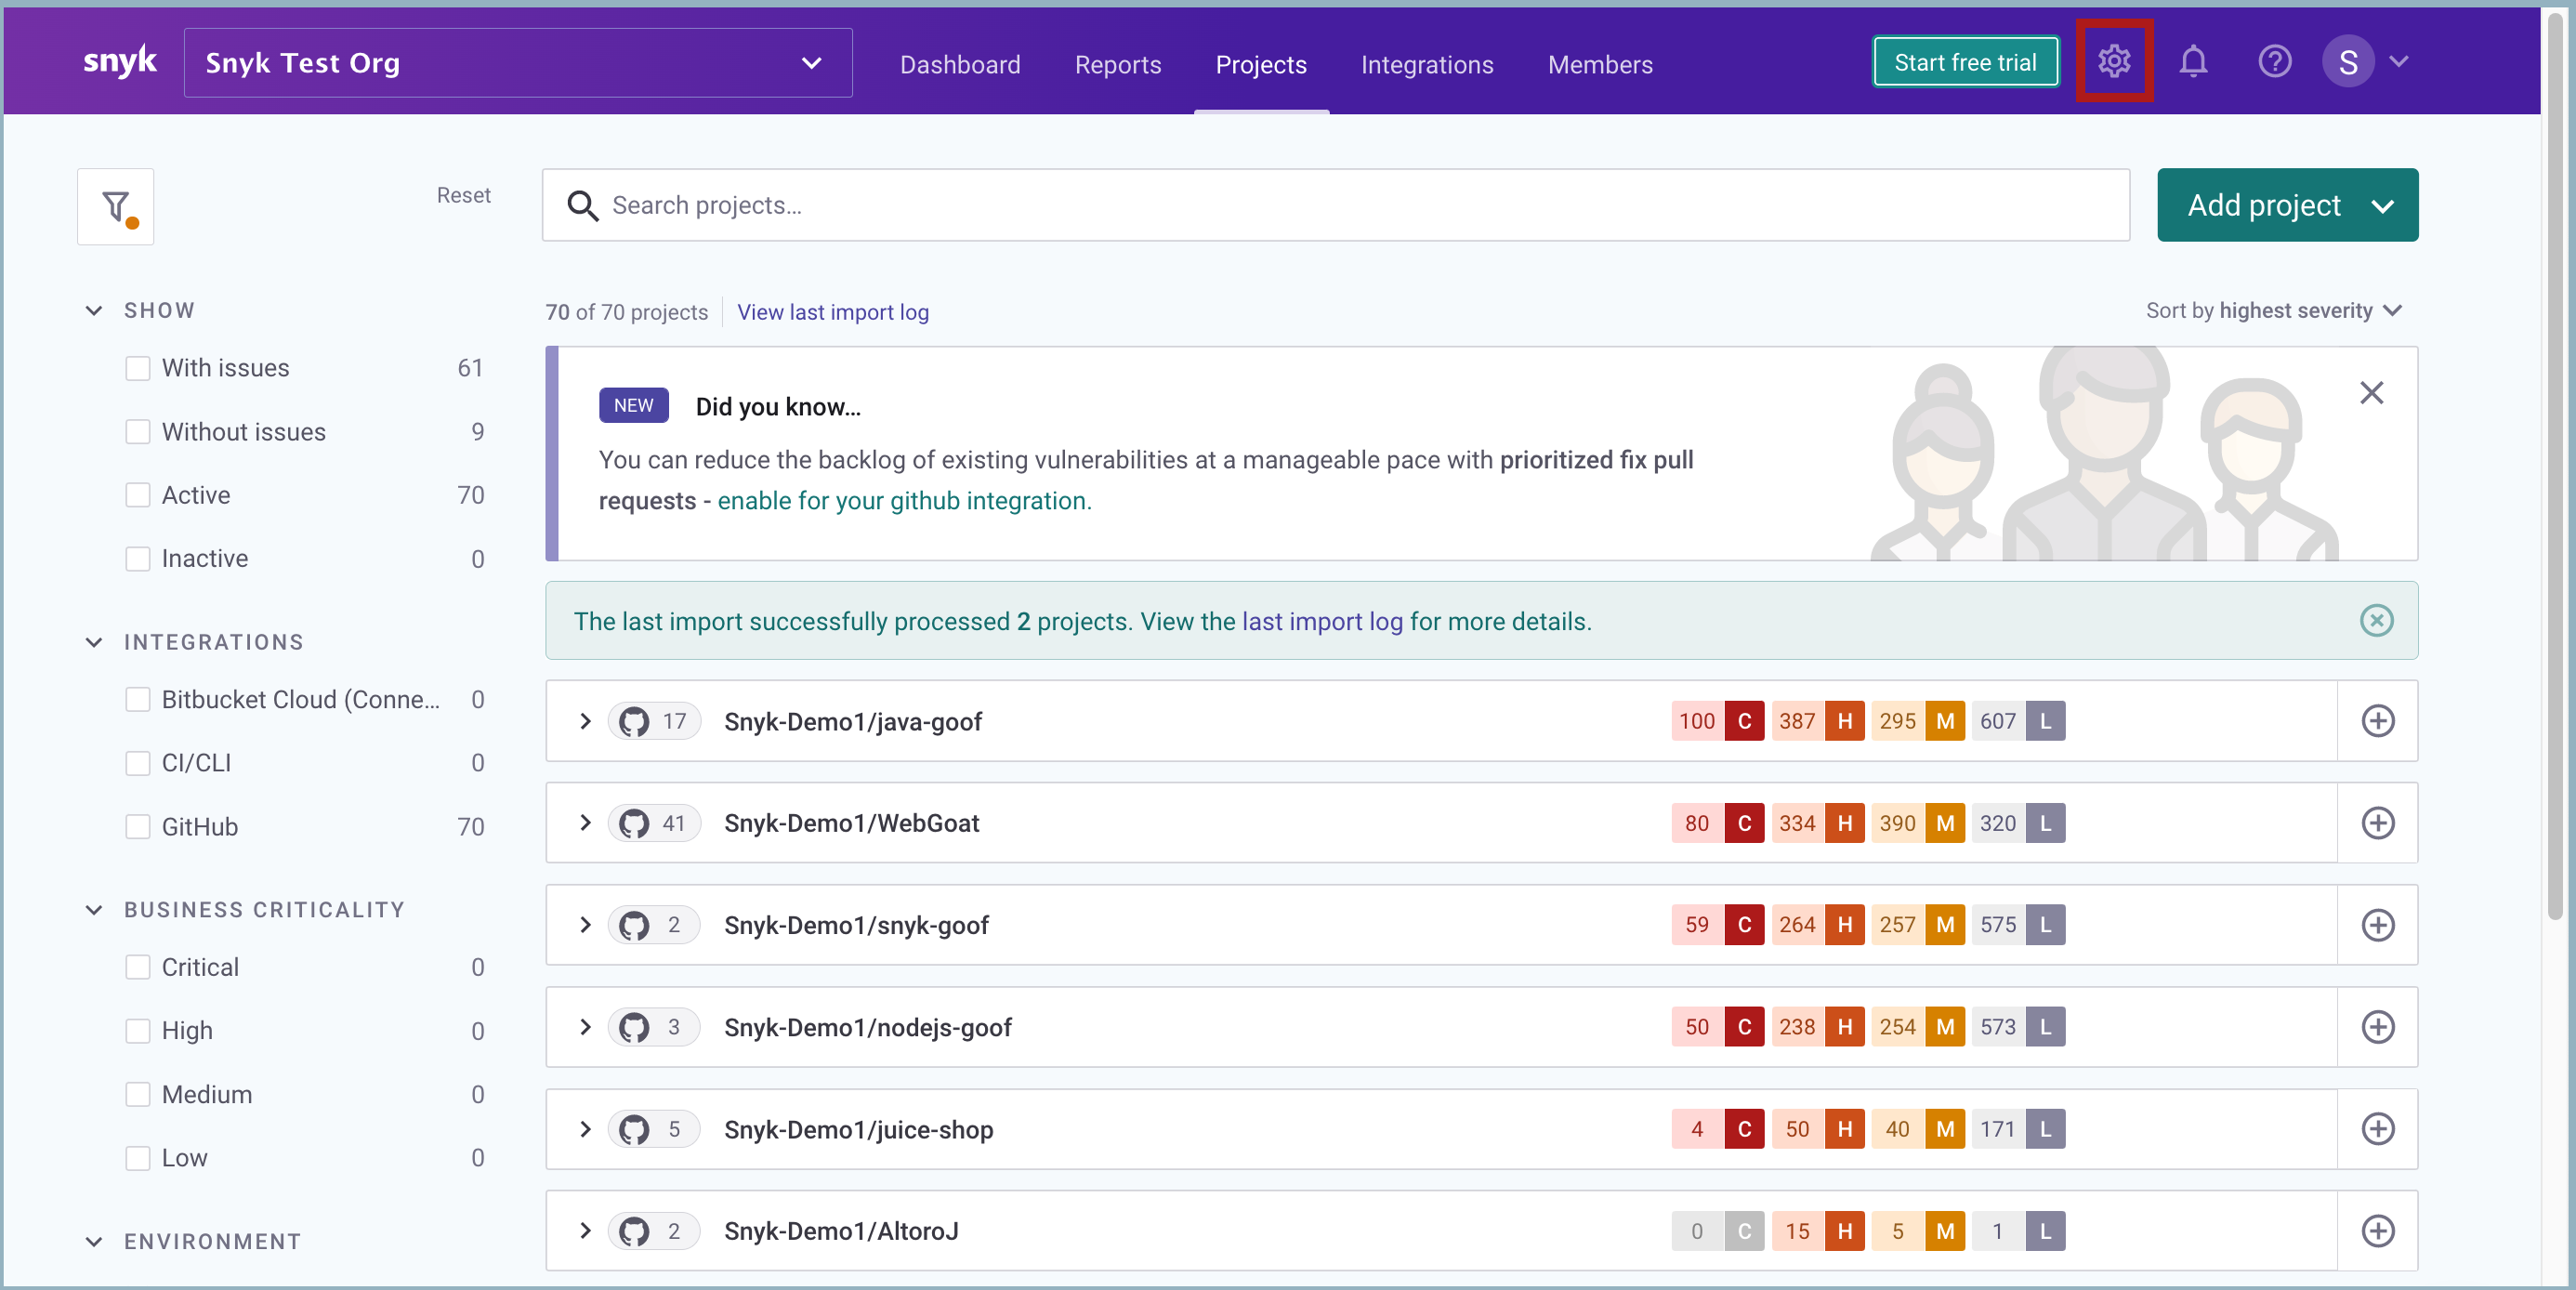 snyk
Snyk Test Org
Dashboard
Reports
Projects
Integrations
Members
Start free trial
S
Reset
Search projects...
Add project
SHOW
With issues 61
Without issues 9
Active 70
Inactive 0
INTEGRATIONS
Bitbucket Cloud (Conne... 0
CI/CLI 0
GitHub 70
BUSINESS CRITICALITY
Critical 0
High 0
Medium 0
Low 0
ENVIRONMENT
70 of 70 projects
View last import log
Sort by highest severity
NEW Did you know...
You can reduce the backlog of existing vulnerabilities at a manageable pace with prioritized fix pull
requests - enable for your github integration.
The last import successfully processed 2 projects. View the last import log for more details.
17 Snyk-Demo1/java-goof 100 C 387 H 295 M 607 L
41 Snyk-Demo1/WebGoat 80 C 334 H 390 M 320 L
2 Snyk-Demo1/snyk-goof 59 C 264 H 257 M 575 L
3 Snyk-Demo1/nodejs-goof 50 C 238 H 254 M 573 L
5 Snyk-Demo1/juice-shop 4 C 50 H 40 M 171 L
2 Snyk-Demo1/AltoroJ 0 C 15 H 5 M 1 L